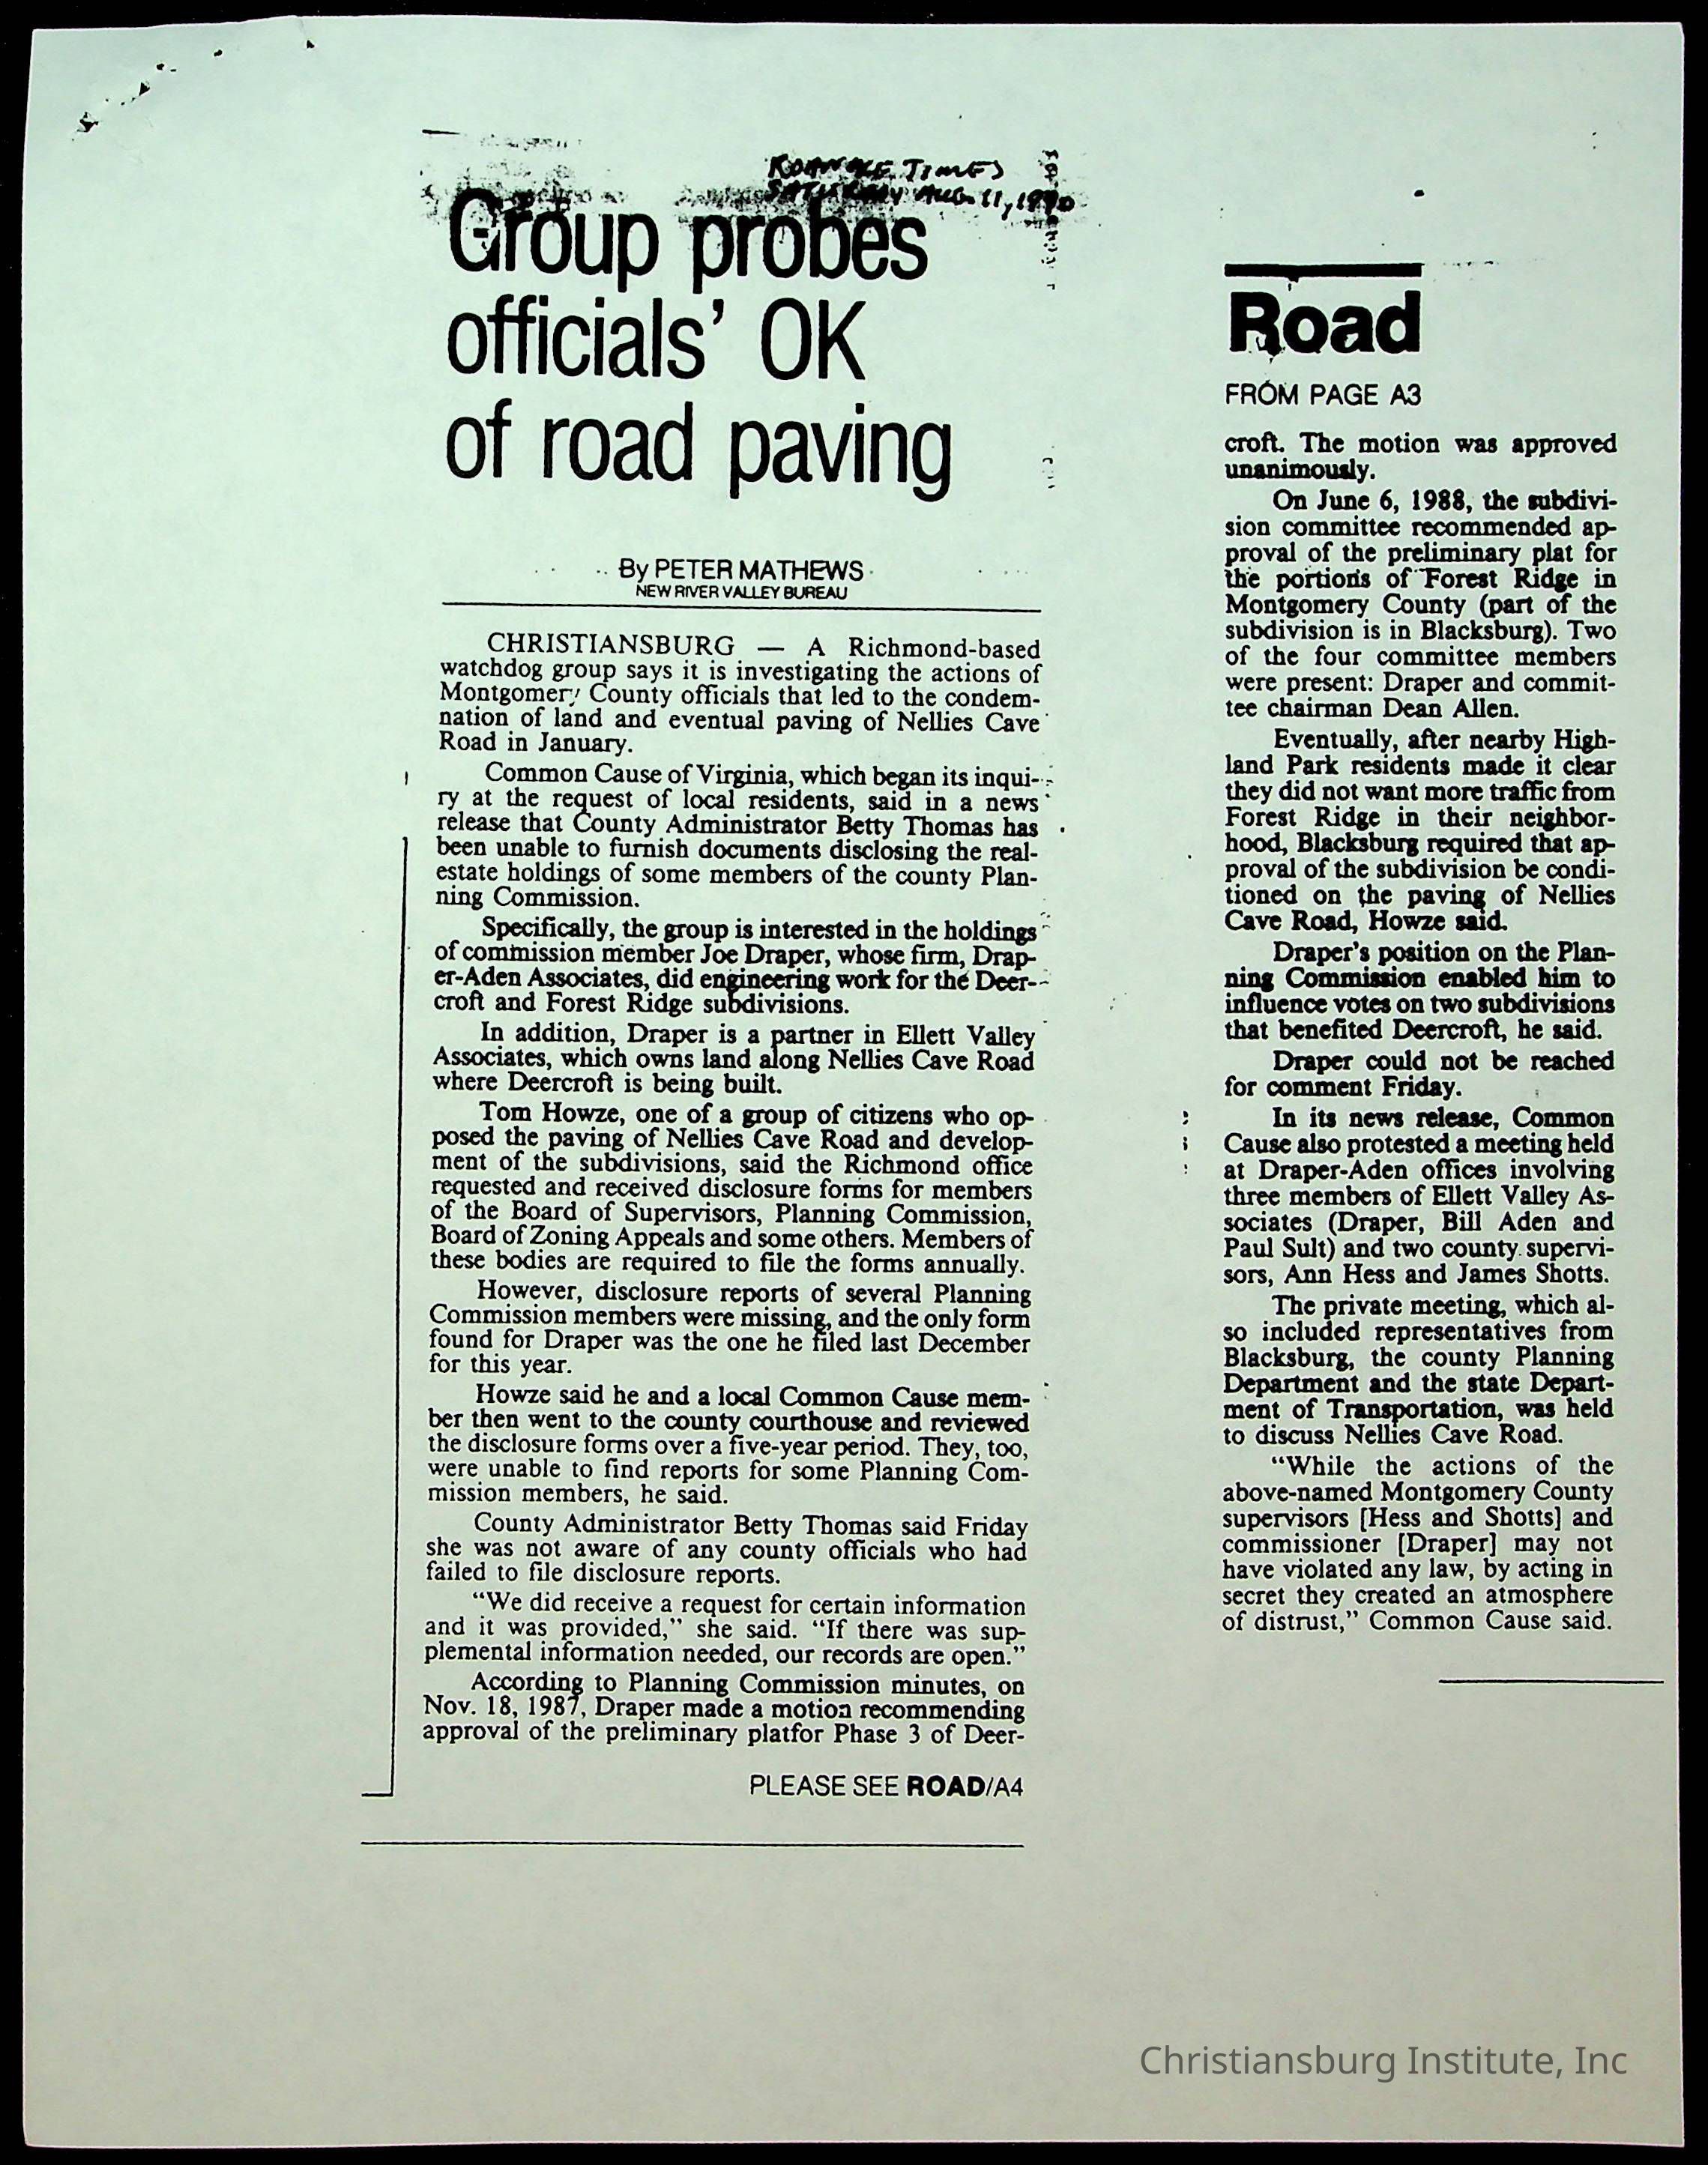 ROANOKE TIMES
SATURDAY AUG. 11, 1990
Group probes
officials' OK
of road paving
By PETER MATHEWS
NEW RIVER VALLEY BUREAU
CHRISTIANSBURG — A Richmond-based
watchdog group says it is investigating the actions of
Montgomery County officials that led to the condem-
nation of land and eventual paving of Nellies Cave
Road in January.
Common Cause of Virginia, which began its inqui-
ry at the request of local residents, said in a news
release that County Administrator Betty Thomas has
been unable to furnish documents disclosing the real-
estate holdings of some members of the county Plan-
ning Commission.
Specifically, the group is interested in the holdings
of commission member Joe Draper, whose firm, Drap-
er-Aden Associates, did engineering work for the Deer-
croft and Forest Ridge subdivisions.
In addition, Draper is a partner in Ellett Valley
Associates, which owns land along Nellies Cave Road
where Deercroft is being built.
Tom Howze, one of a group of citizens who op-
posed the paving of Nellies Cave Road and develop-
ment of the subdivisions, said the Richmond office
requested and received disclosure forms for members
of the Board of Supervisors, Planning Commission,
Board of Zoning Appeals and some others. Members of
these bodies are required to file the forms annually.
However, disclosure reports of several Planning
Commission members were missing, and the only form
found for Draper was the one he filed last December
for this year.
Howze said he and a local Common Cause mem-
ber then went to the county courthouse and reviewed
the disclosure forms over a five-year period. They, too,
were unable to find reports for some Planning Com-
mission members, he said.
County Administrator Betty Thomas said Friday
she was not aware of any county officials who had
failed to file disclosure reports.
“We did receive a request for certain information
and it was provided,” she said. “If there was sup-
plemental information needed, our records are open.”
According to Planning Commission minutes, on
Nov. 18, 1987, Draper made a motion recommending
approval of the preliminary platfor Phase 3 of Deer-
PLEASE SEE ROAD/A4
Road
FROM PAGE A3
croft. The motion was approved
unanimously.
On June 6, 1988, the subdivi-
sion committee recommended ap-
proval of the preliminary plat for
the portions of Forest Ridge in
Montgomery County (part of the
subdivision is in Blacksburg). Two
of the four committee members
were present: Draper and commit-
tee chairman Dean Allen.
Eventually, after nearby High-
land Park residents made it clear
they did not want more traffic from
Forest Ridge in their neighbor-
hood, Blacksburg required that ap-
proval of the subdivision be condi-
tioned on the paving of Nellies
Cave Road, Howze said.
Draper's position on the Plan-
ning Commission enabled him to
influence votes on two subdivisions
that benefited Deercroft, he said.
Draper could not be reached
for comment Friday.
In its news release, Common
Cause also protested a meeting held
at Draper-Aden offices involving
three members of Ellett Valley As-
sociates (Draper, Bill Aden and
Paul Sult) and two county supervi-
sors, Ann Hess and James Shotts.
The private meeting, which al-
so included representatives from
Blacksburg, the county Planning
Department and the state Depart-
ment of Transportation, was held
to discuss Nellies Cave Road.
“While the actions of the
above-named Montgomery County
supervisors [Hess and Shotts] and
commissioner [Draper] may not
have violated any law, by acting in
secret they created an atmosphere
of distrust,” Common Cause said.
Christiansburg Institute, Inc